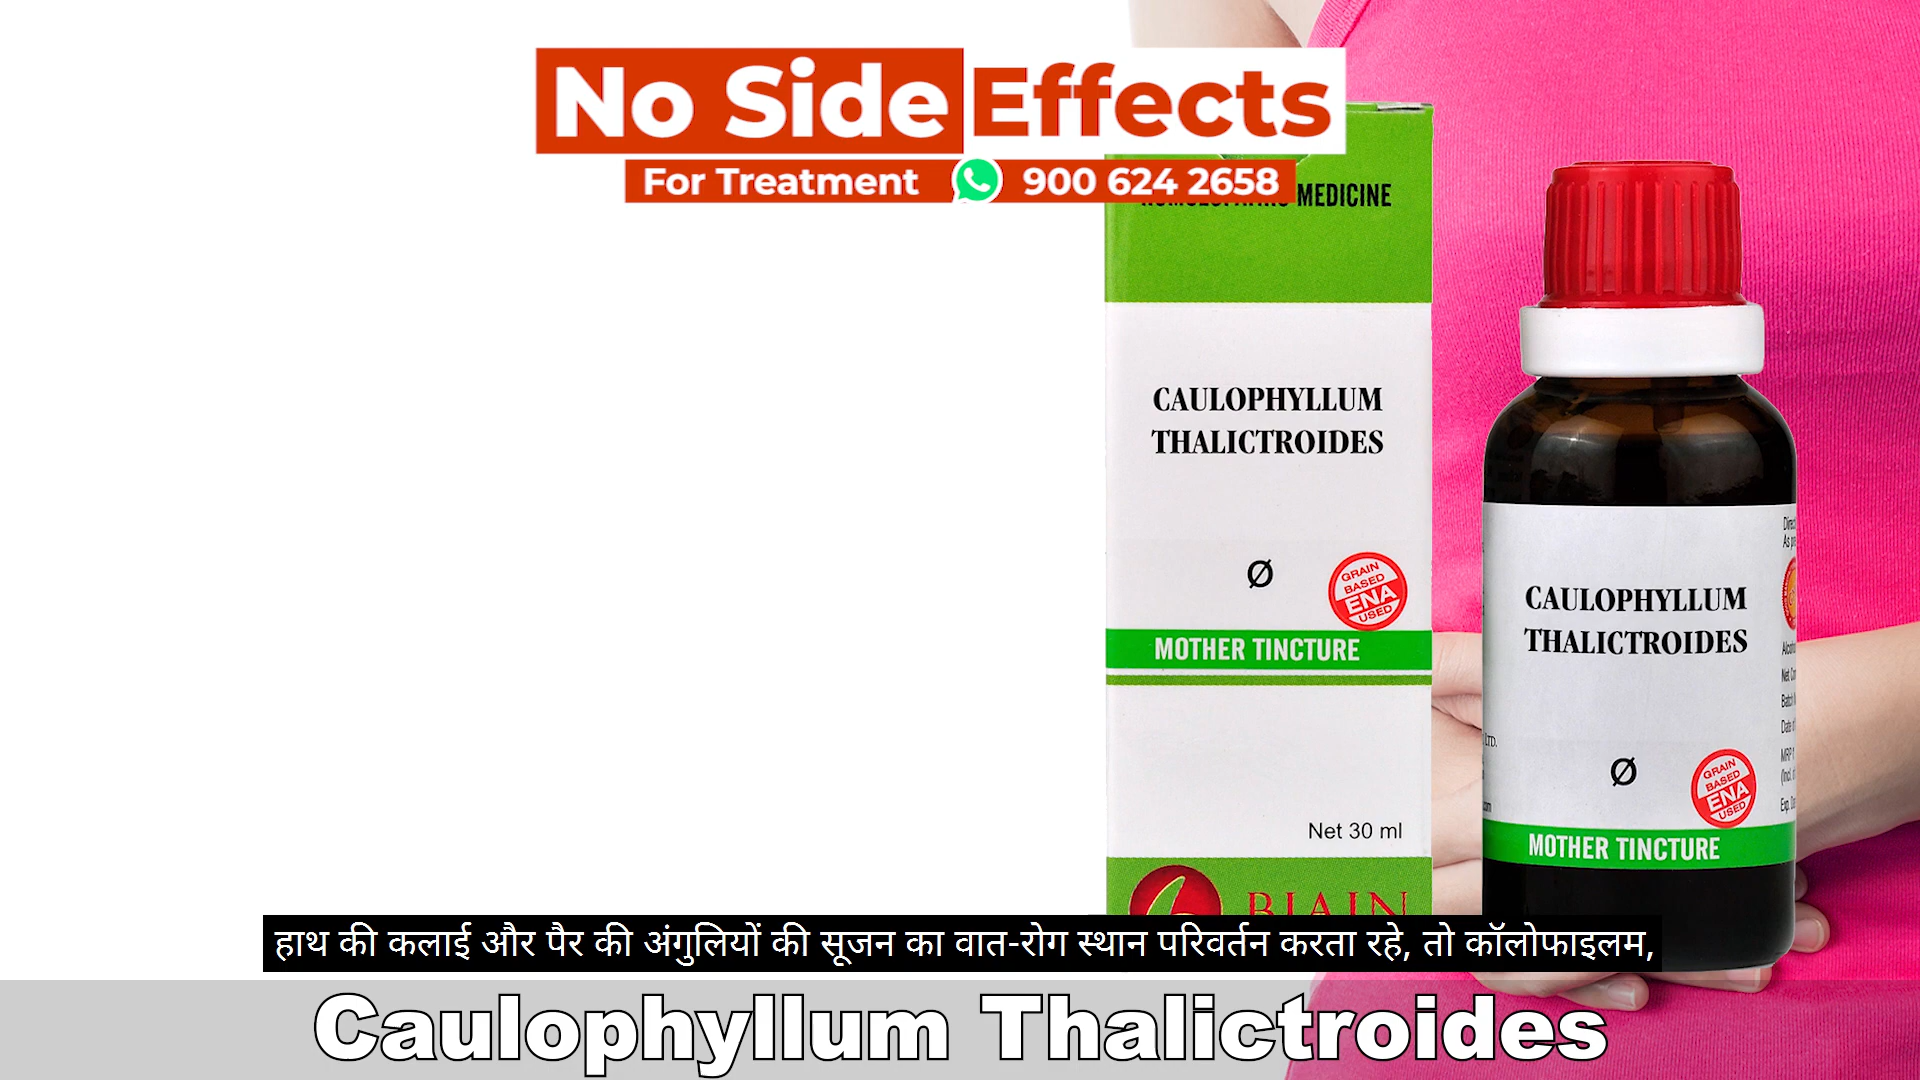 No Side Effects
For Treatment 900 624 2658
MEDICINE
CAULOPHYLLUM
THALICTROIDES
Ø
GRAIN
BASED
ENA
USED
MOTHER TINCTURE
Net 30 ml
CAULOPHYLLUM
THALICTROIDES
Ø
GRAIN
BASED
ENA
USED
MOTHER TINCTURE
LTD.
हाथ की कलाई और पैर की अंगुलियों की सूजन का वात-रोग स्थान परिवर्तन करता रहे, तो कॉलोफाइलम,
Caulophyllum Thalictroides